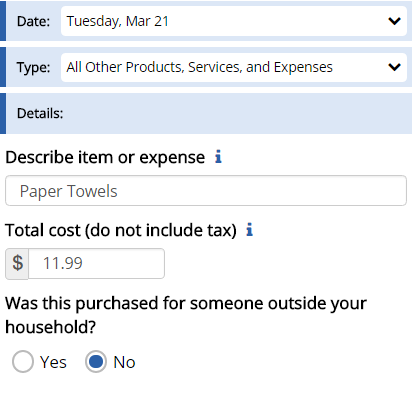 Date: Tuesday, Mar 21
Type: All Other Products, Services, and Expenses
Details:
Describe item or expense i
Paper Towels
Total cost (do not include tax) i
$ 11.99
Was this purchased for someone outside your
household?
Yes No